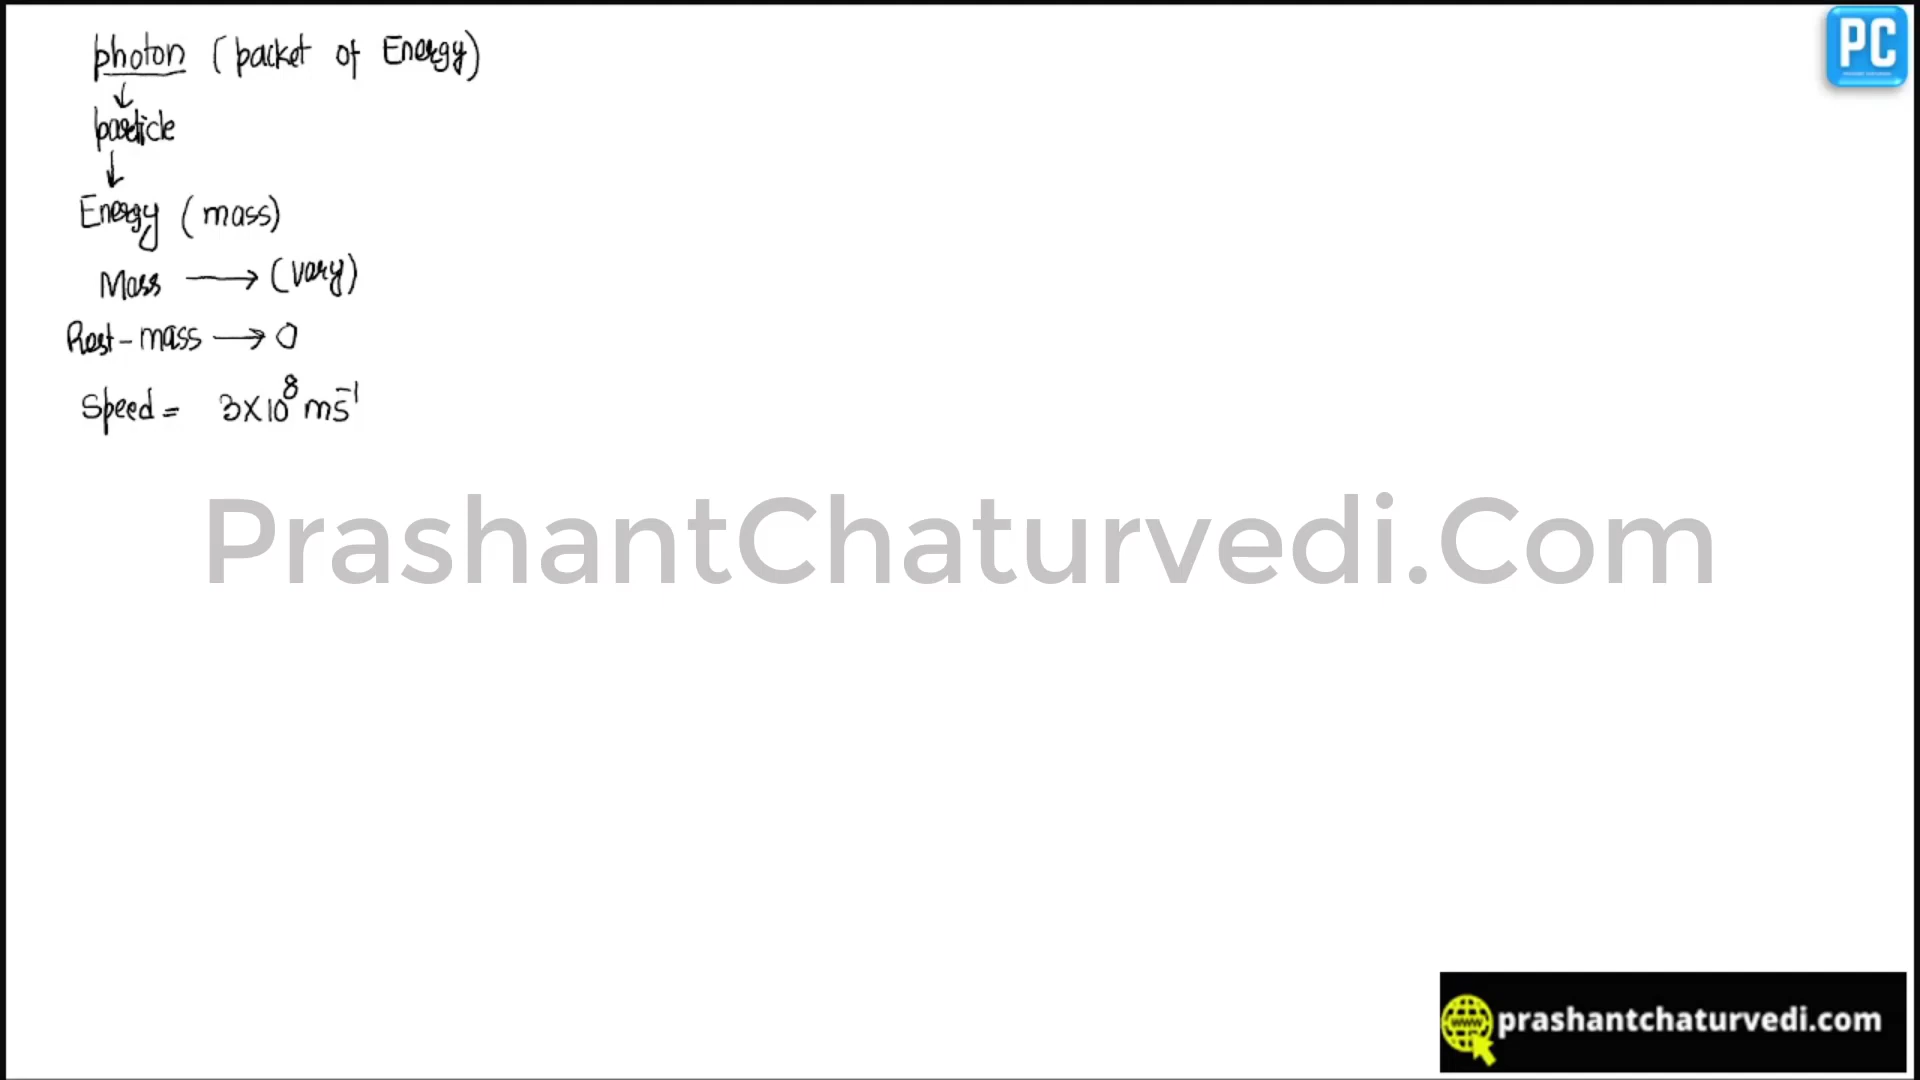 photon (packet of Energy)
PC
↓
particle
↓
Energy (mass)
Mass → (vary)
Rest-mass → 0
Speed = 3×10⁸ ms⁻¹
PrashantChaturvedi.Com
www prashantchaturvedi.com